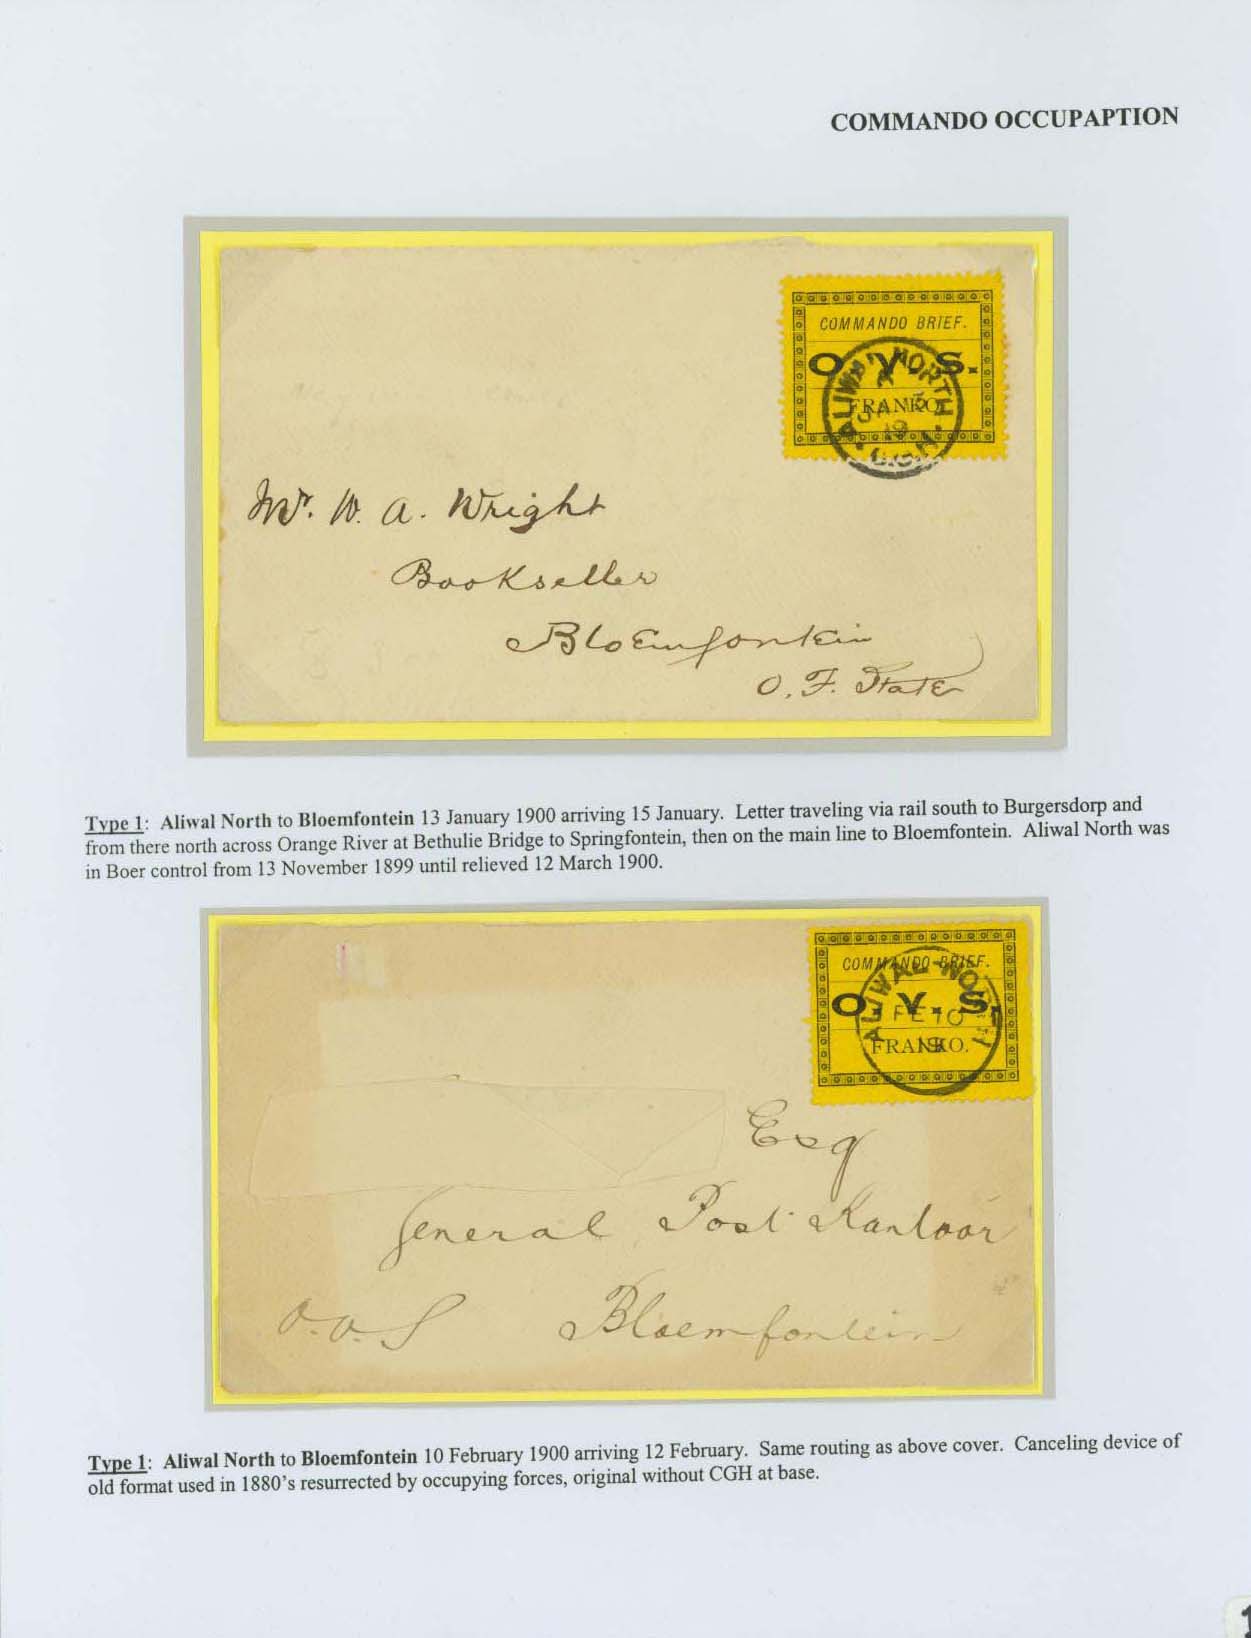 COMMANDO OCCUPAPTION
COMMANDO BRIEF.
O. V. S.
FRANKO.
ALIWAL NORTH
JA 13
19
C.G.H.
Mr. W. A. Wright
Bookseller
Bloemfontein
O. F. State
Type 1: Aliwal North to Bloemfontein 13 January 1900 arriving 15 January. Letter traveling via rail south to Burgersdorp and
from there north across Orange River at Bethulie Bridge to Springfontein, then on the main line to Bloemfontein. Aliwal North was
in Boer control from 13 November 1899 until relieved 12 March 1900.
COMMANDO BRIEF.
O. V. S.
FRANKO.
ALIWAL NORTH
FE 10
19
Esq
General Post Kantoor
O.V.S Bloemfontein
Type 1: Aliwal North to Bloemfontein 10 February 1900 arriving 12 February. Same routing as above cover. Canceling device of
old format used in 1880's resurrected by occupying forces, original without CGH at base.